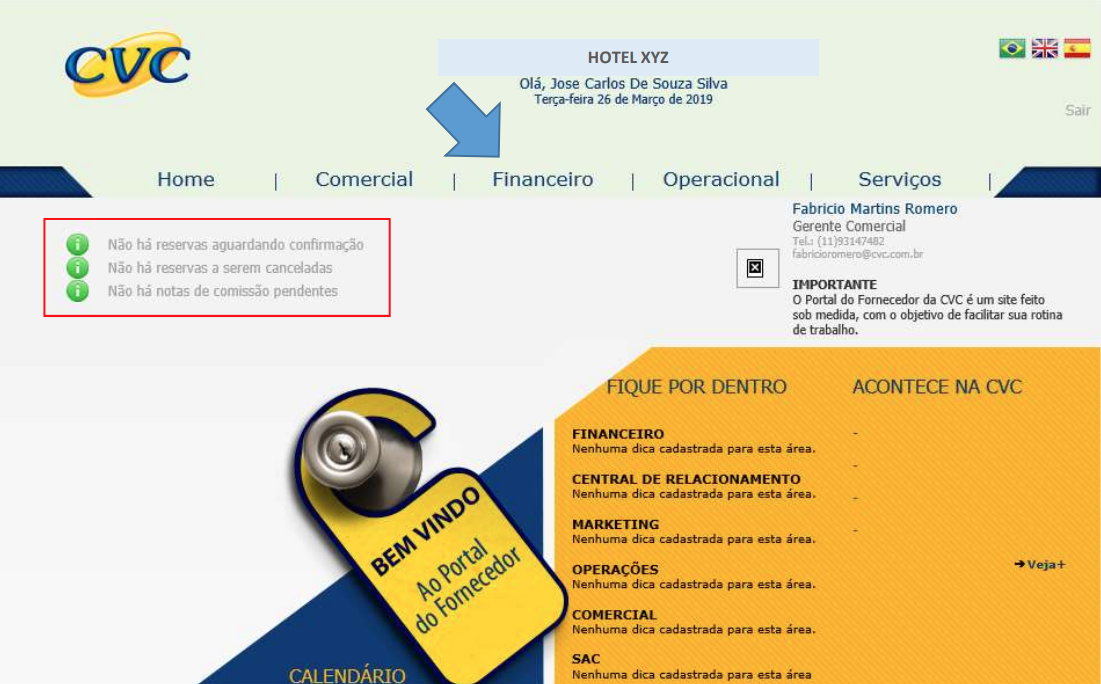 CVC
HOTEL XYZ
Olá, Jose Carlos De Souza Silva
Terça-feira 26 de Março de 2019
Sair
Home | Comercial | Financeiro | Operacional | Serviços |
Não há reservas aguardando confirmação
Não há reservas a serem canceladas
Não há notas de comissão pendentes
Fabricio Martins Romero
Gerente Comercial
Tel.: (11)93147482
fabricioromero@cvc.com.br
IMPORTANTE
O Portal do Fornecedor da CVC é um site feito
sob medida, com o objetivo de facilitar sua rotina
de trabalho.
BEM VINDO
Ao Portal
do Fornecedor
CALENDÁRIO
FIQUE POR DENTRO
FINANCEIRO
Nenhuma dica cadastrada para esta área.
CENTRAL DE RELACIONAMENTO
Nenhuma dica cadastrada para esta área.
MARKETING
Nenhuma dica cadastrada para esta área.
OPERAÇÕES
Nenhuma dica cadastrada para esta área.
COMERCIAL
Nenhuma dica cadastrada para esta área.
SAC
Nenhuma dica cadastrada para esta área
ACONTECE NA CVC
-
-
-
-
➔Veja+